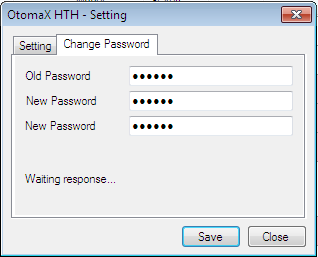 OtomaX HTH - Setting
Setting Change Password
Old Password ●●●●●●
New Password ●●●●●●
New Password ●●●●●●
Waiting response...
Save Close